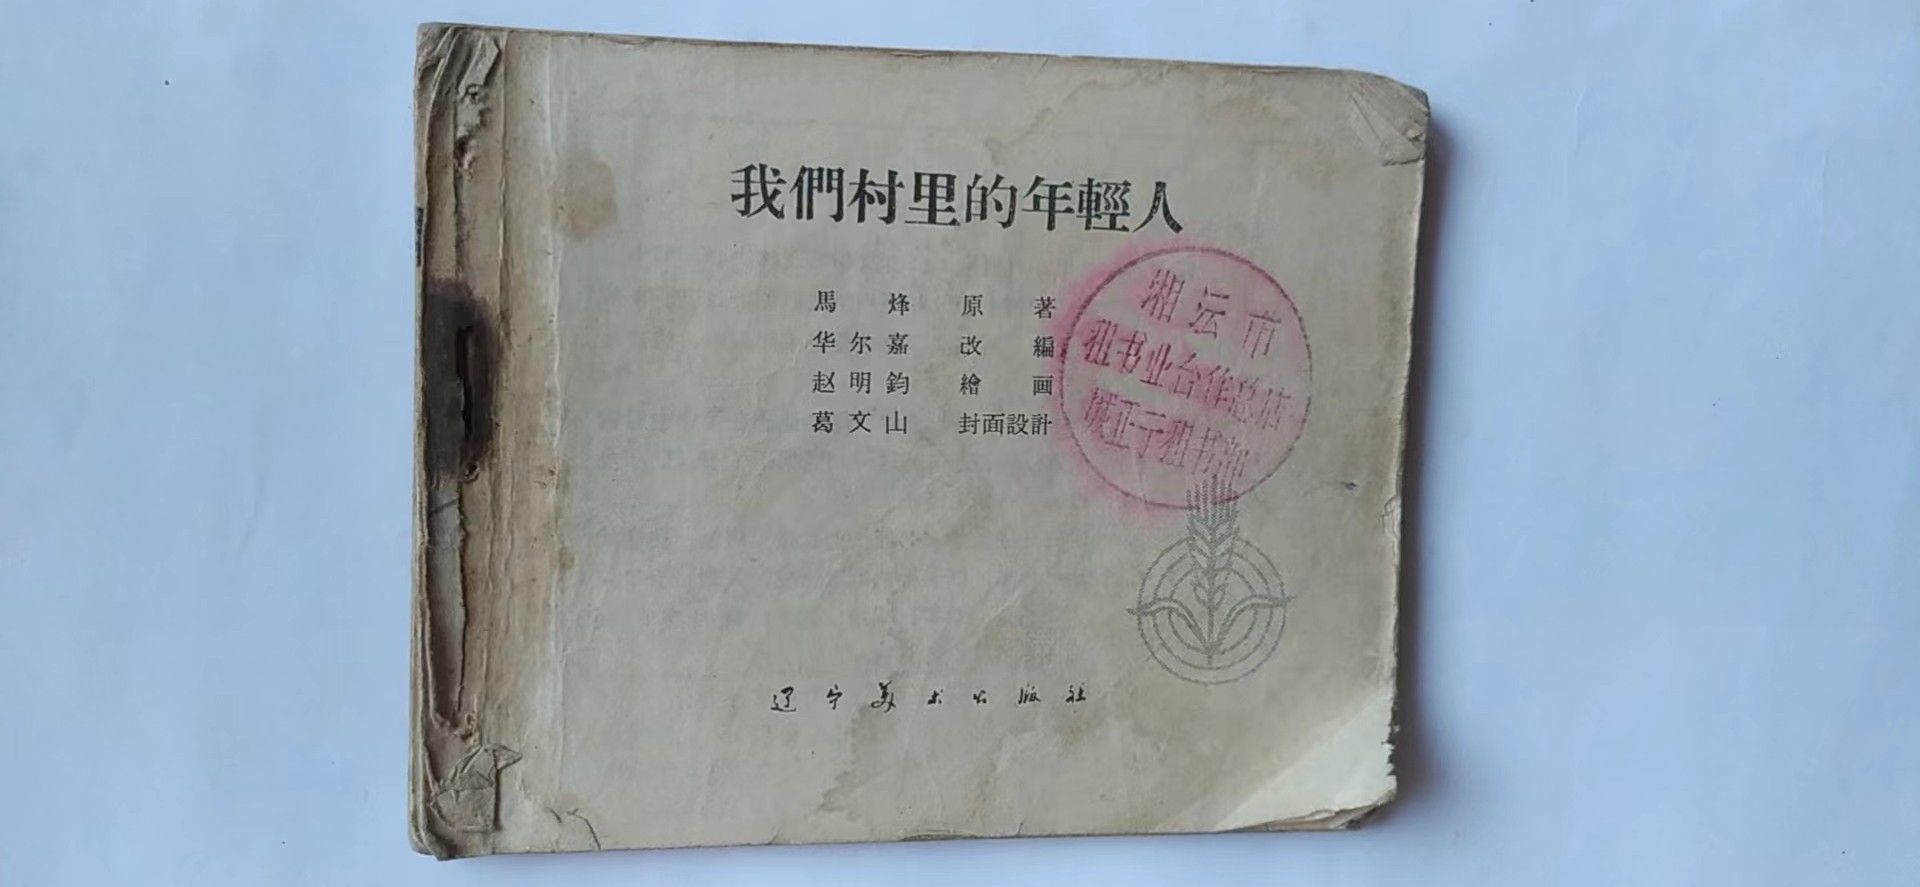 我們村里的年輕人
馬烽 原著
华尔嘉 改編
赵明鈞 繪画
葛文山 封面設計
湘沄市
租书业合作总店
辽宁美术出版社